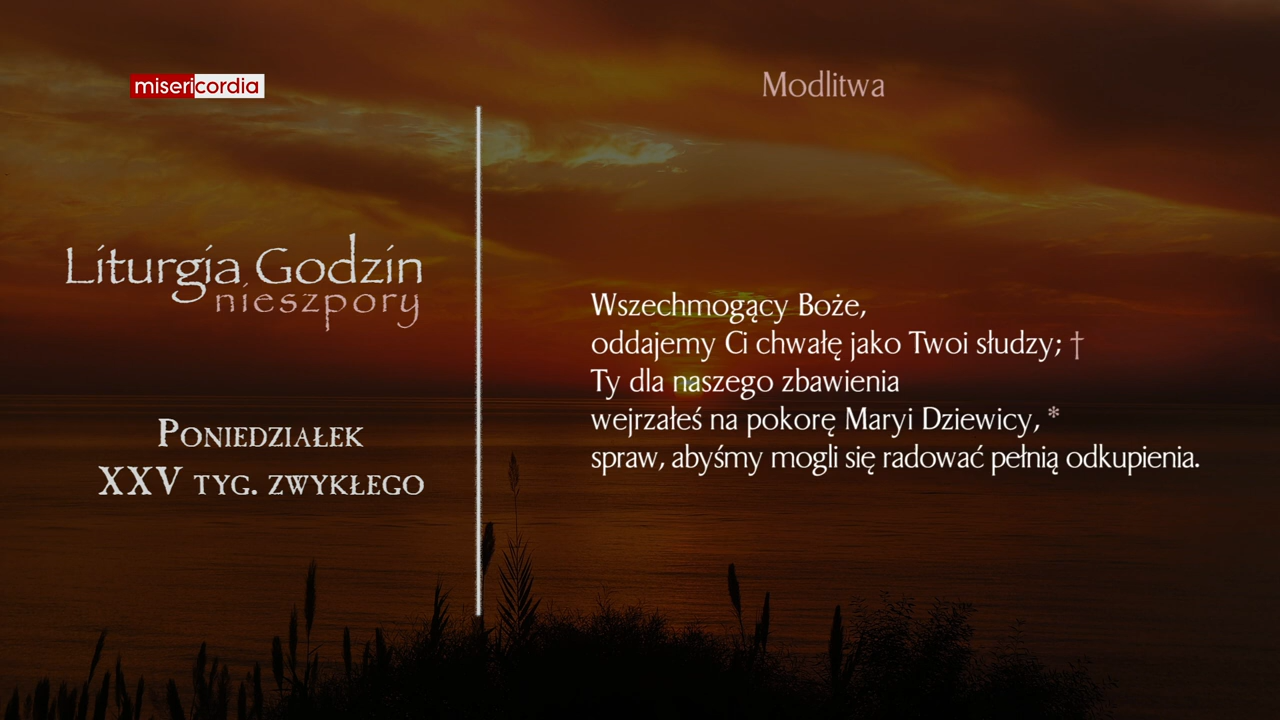 misericordia
Liturgia Godzin
nieszpory
Poniedziałek
XXV tyg. zwykłego
Modlitwa
Wszechmogący Boże,
oddajemy Ci chwałę jako Twoi słudzy; †
Ty dla naszego zbawienia
wejrzałeś na pokorę Maryi Dziewicy, *
spraw, abyśmy mogli się radować pełnią odkupienia.